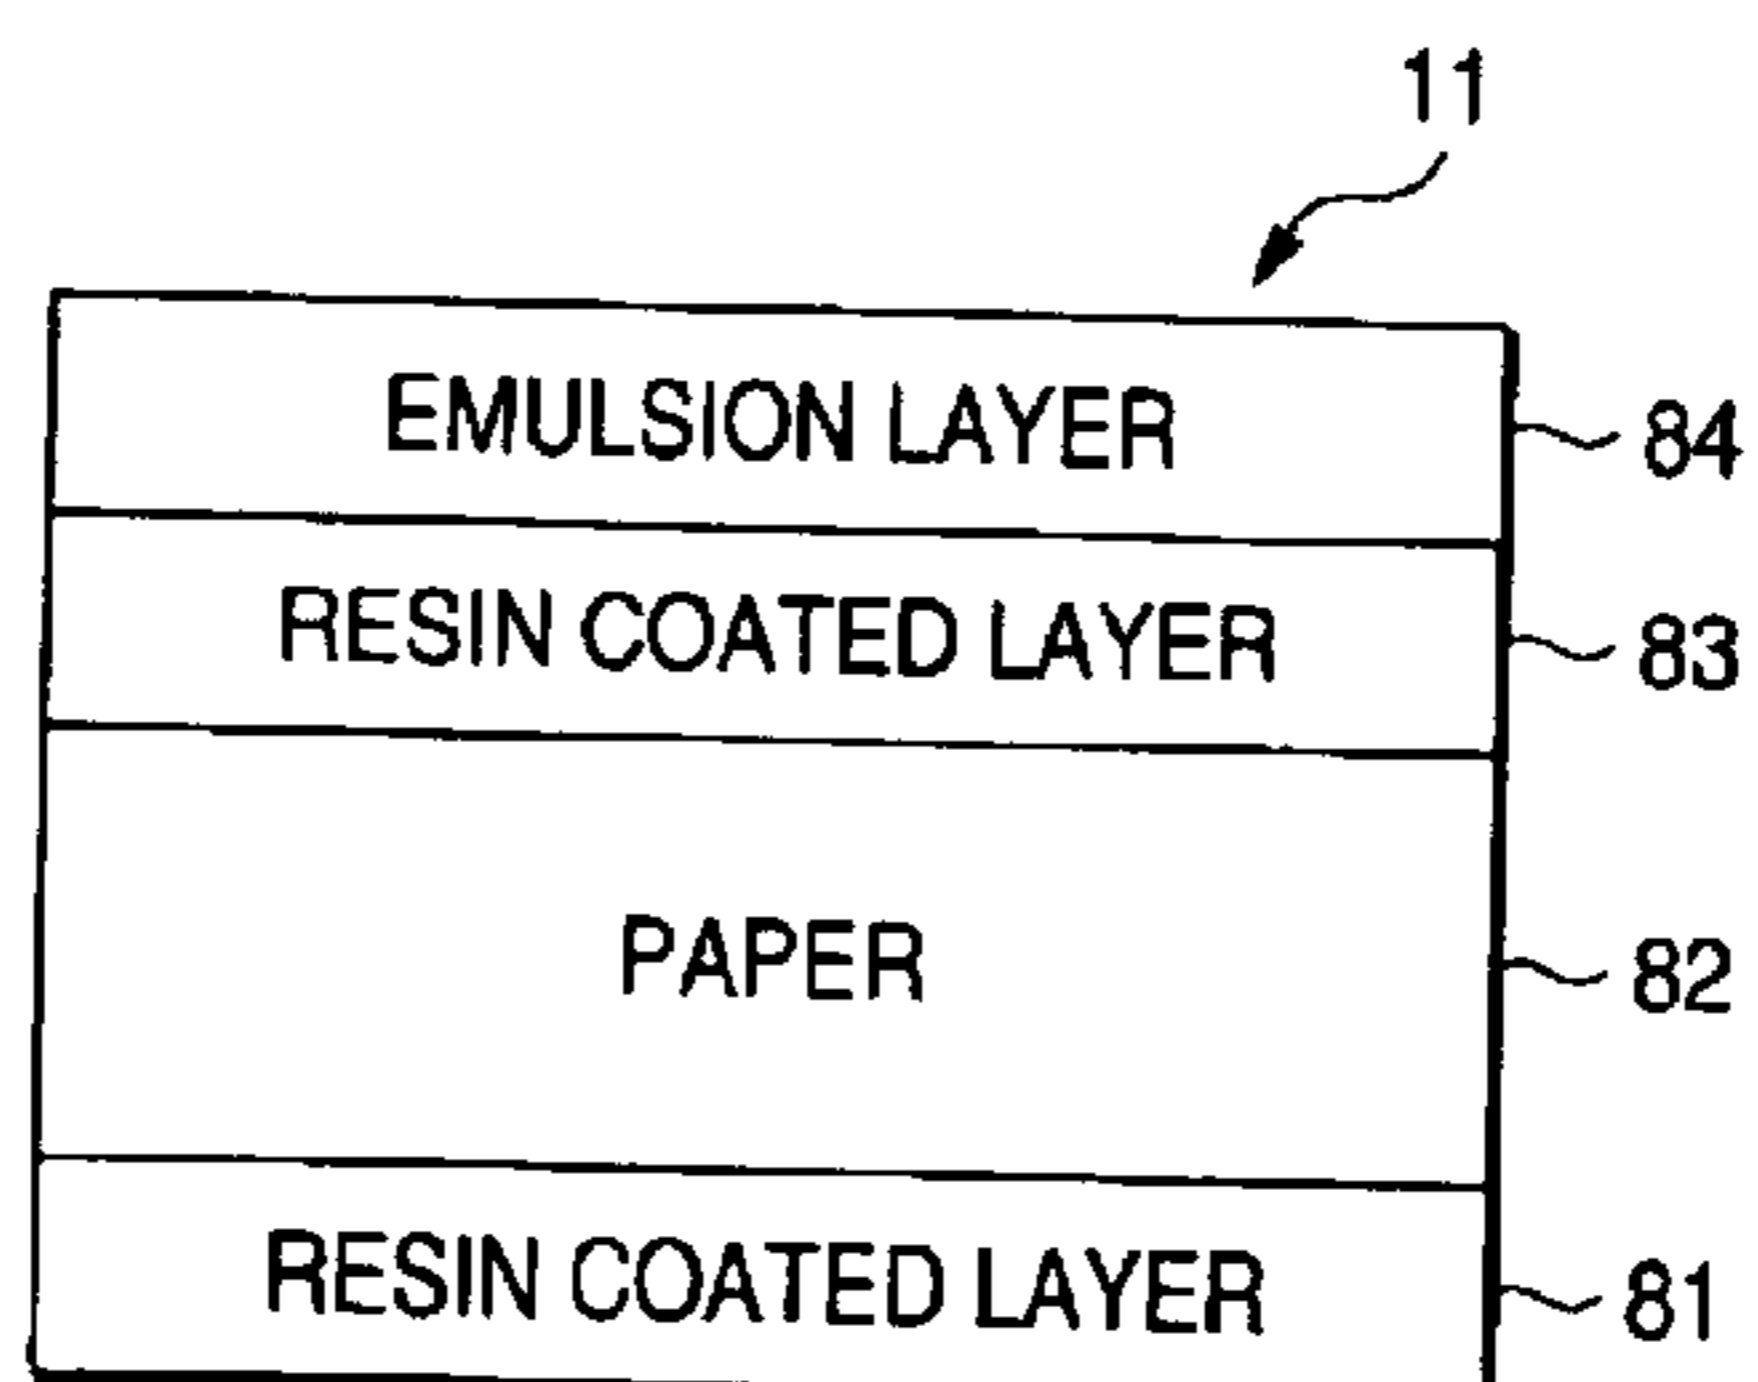 11
EMULSION LAYER 84
RESIN COATED LAYER 83
PAPER 82
RESIN COATED LAYER 81